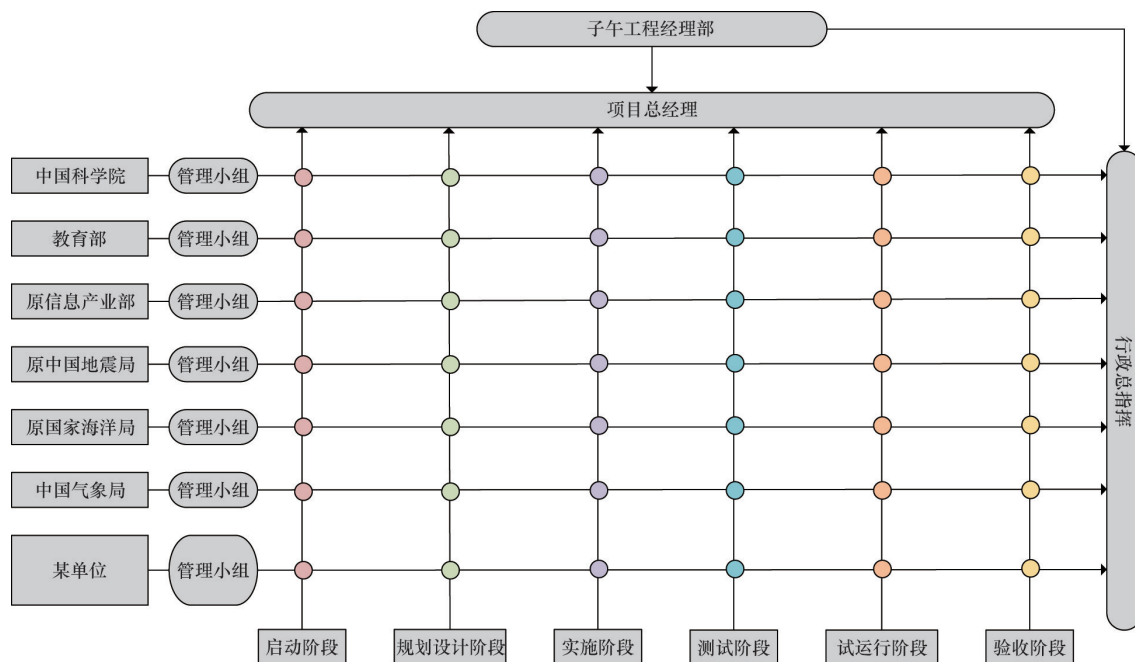 子午工程经理部
项目总经理
中国科学院
管理小组
教育部
管理小组
原信息产业部
管理小组
原中国地震局
管理小组
原国家海洋局
管理小组
中国气象局
管理小组
某单位
管理小组
行政总指挥
启动阶段
规划设计阶段
实施阶段
测试阶段
试运行阶段
验收阶段